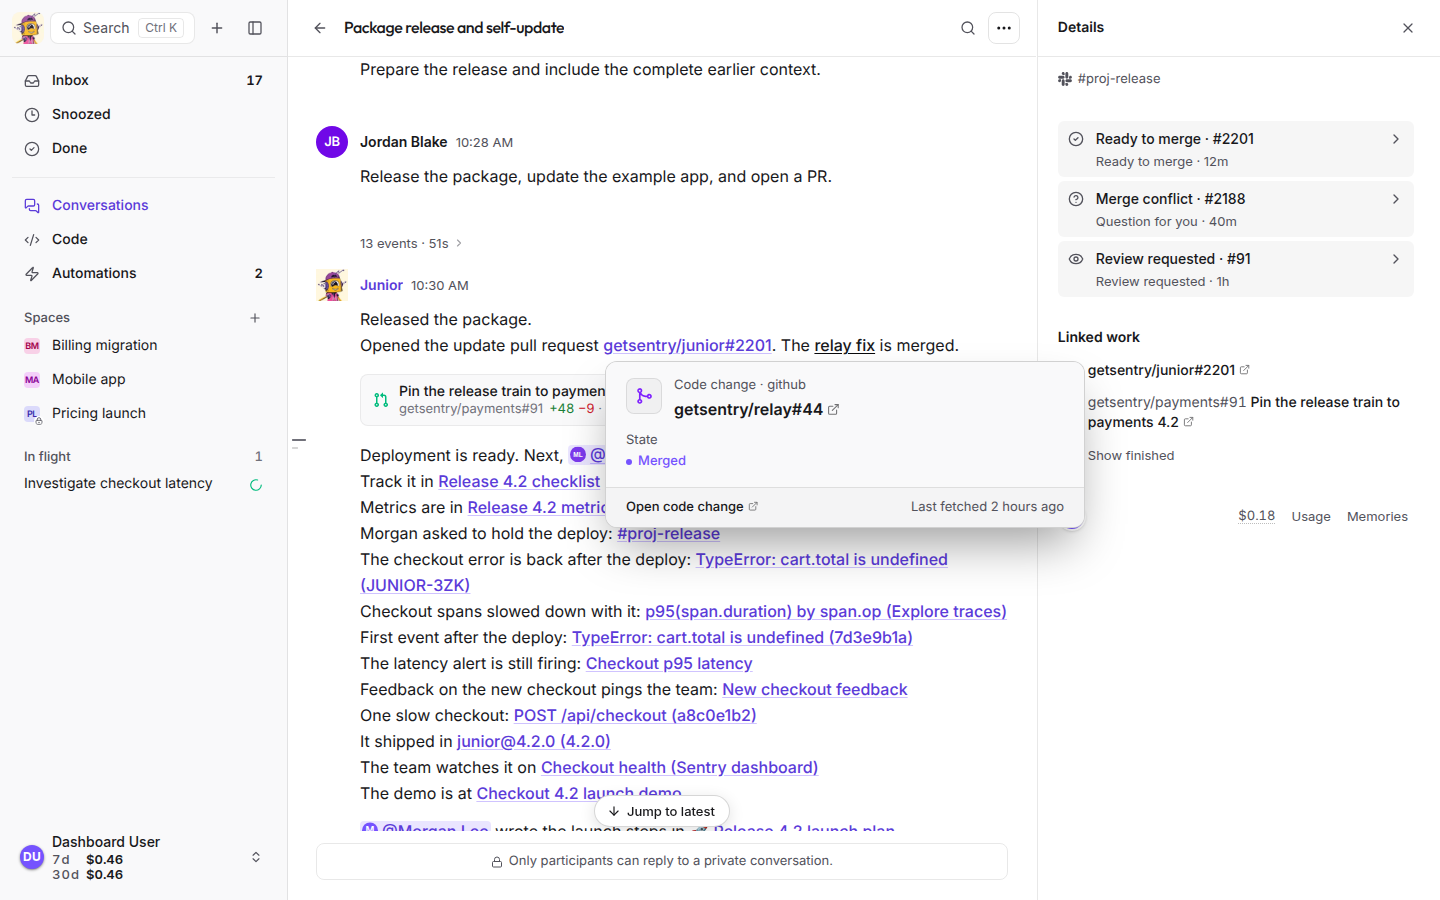 Search
Ctrl K
Inbox
17
Snoozed
Done
Conversations
Code
Automations
2
Spaces
BM
Billing migration
MA
Mobile app
PL
Pricing launch
In flight
1
Investigate checkout latency
DU
Dashboard User
7d $0.46
30d $0.46
Package release and self-update
Prepare the release and include the complete earlier context.
JB
Jordan Blake 10:28 AM
Release the package, update the example app, and open a PR.
13 events · 51s
Junior 10:30 AM
Released the package.
Opened the update pull request getsentry/junior#2201. The relay fix is merged.
Pin the release train to paymen
getsentry/payments#91 +48 −9 ·
Code change · github
getsentry/relay#44
State
Merged
Open code change
Last fetched 2 hours ago
Deployment is ready. Next, ML @
Track it in Release 4.2 checklist
Metrics are in Release 4.2 metric
Morgan asked to hold the deploy: #proj-release
The checkout error is back after the deploy: TypeError: cart.total is undefined
(JUNIOR-3ZK)
Checkout spans slowed down with it: p95(span.duration) by span.op (Explore traces)
First event after the deploy: TypeError: cart.total is undefined (7d3e9b1a)
The latency alert is still firing: Checkout p95 latency
Feedback on the new checkout pings the team: New checkout feedback
One slow checkout: POST /api/checkout (a8c0e1b2)
It shipped in junior@4.2.0 (4.2.0)
The team watches it on Checkout health (Sentry dashboard)
The demo is at Checkout 4.2 launch demo
Jump to latest
@Morgan Lee wrote the launch steps in 🚀 Release 4.2 launch plan
Only participants can reply to a private conversation.
Details
#proj-release
Ready to merge · #2201
Ready to merge · 12m
Merge conflict · #2188
Question for you · 40m
Review requested · #91
Review requested · 1h
Linked work
getsentry/junior#2201
getsentry/payments#91 Pin the release train to
payments 4.2
Show finished
$0.18
Usage
Memories